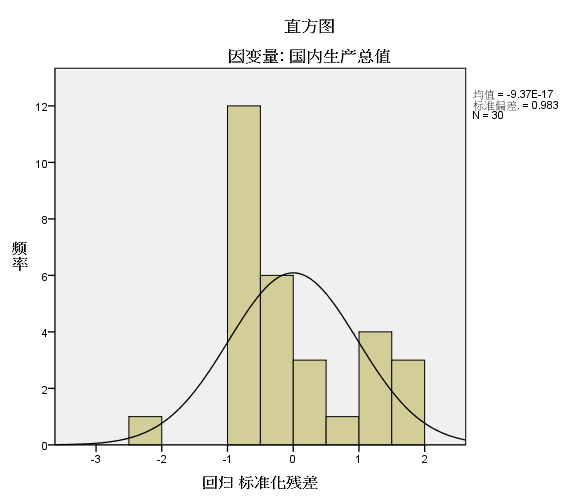 直方图
因变量: 国内生产总值
均值 = -9.37E-17
标准偏差. = 0.983
N = 30
12
10
8
6
4
2
0
频率
-3 -2 -1 0 1 2
回归 标准化残差